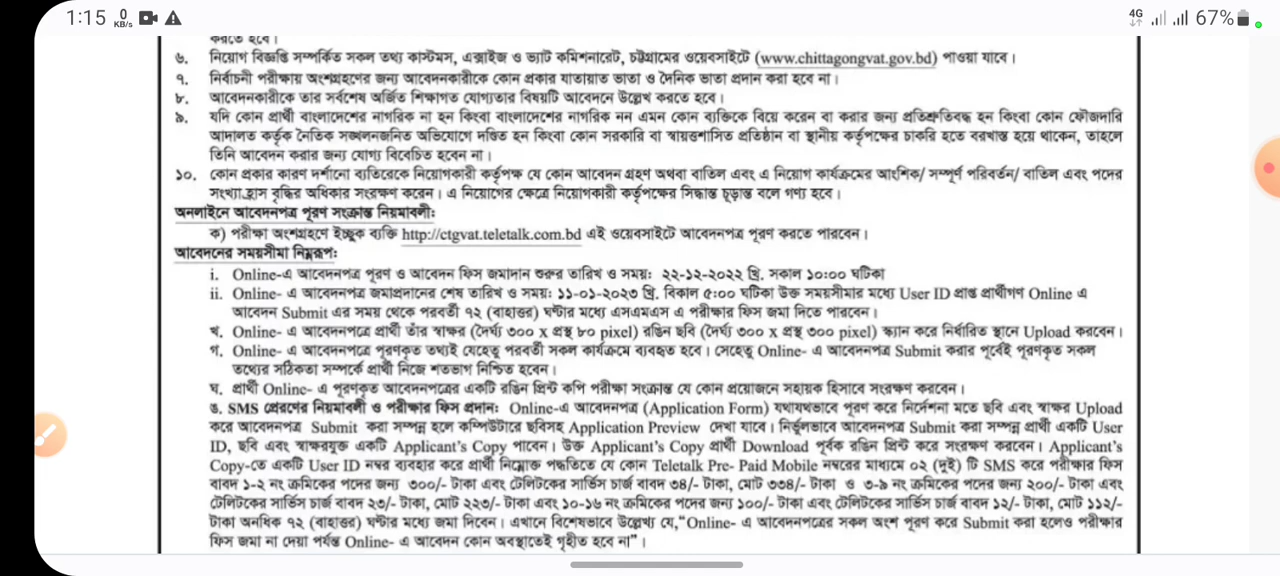 1:15 0 KB/s 4G 67%
করতে হবে।
৬. নিয়োগ বিজ্ঞপ্তি সম্পর্কিত সকল তথ্য কাস্টমস, এক্সাইজ ও ভ্যাট কমিশনারেট, চট্টগ্রামের ওয়েবসাইটে (www.chittagongvat.gov.bd) পাওয়া যাবে।
৭. নির্বাচনী পরীক্ষায় অংশগ্রহণের জন্য আবেদনকারীকে কোন প্রকার যাতায়াত ভাতা ও দৈনিক ভাতা প্রদান করা হবে না।
৮. আবেদনকারীকে তার সর্বশেষ অর্জিত শিক্ষাগত যোগ্যতার বিষয়টি আবেদনে উল্লেখ করতে হবে।
৯. যদি কোন প্রার্থী বাংলাদেশের নাগরিক না হন কিংবা বাংলাদেশের নাগরিক নন এমন কোন ব্যক্তিকে বিয়ে করেন বা করার জন্য প্রতিশ্রুতিবদ্ধ হন কিংবা কোন ফৌজদারি
আদালত কর্তৃক নৈতিক স্খলনজনিত অভিযোগে দন্ডিত হন কিংবা কোন সরকারি বা স্বায়ত্তশাসিত প্রতিষ্ঠান বা স্থানীয় কর্তৃপক্ষের চাকরি হতে বরখাস্ত হয়ে থাকেন, তাহলে
তিনি আবেদন করার জন্য যোগ্য বিবেচিত হবেন না।
১০. কোন প্রকার কারণ দর্শানো ব্যতিরেকে নিয়োগকারী কর্তৃপক্ষ যে কোন আবেদন গ্রহণ অথবা বাতিল এবং এ নিয়োগ কার্যক্রমের আংশিক/ সম্পূর্ণ পরিবর্তন/ বাতিল এবং পদের
সংখ্যা হ্রাস বৃদ্ধির অধিকার সংরক্ষণ করেন। এ নিয়োগের ক্ষেত্রে নিয়োগকারী কর্তৃপক্ষের সিদ্ধান্ত চূড়ান্ত বলে গণ্য হবে।
অনলাইনে আবেদনপত্র পূরণ সংক্রান্ত নিয়মাবলী:
ক) পরীক্ষা অংশগ্রহণে ইচ্ছুক ব্যক্তি http://ctgvat.teletalk.com.bd এই ওয়েবসাইটে আবেদনপত্র পূরণ করতে পারবেন।
আবেদনের সময়সীমা নিম্নরূপ:
i. Online-এ আবেদনপত্র পূরণ ও আবেদন ফিস জমাদান শুরুর তারিখ ও সময়: ২২-১২-২০২২ খ্রি. সকাল ১০:০০ ঘটিকা
ii. Online- এ আবেদনপত্র জমাপ্রদানের শেষ তারিখ ও সময়: ১১-০১-২০২৩ খ্রি. বিকাল ৫:০০ ঘটিকা উক্ত সময়সীমার মধ্যে User ID প্রাপ্ত প্রার্থীগণ Online এ
আবেদন Submit এর সময় থেকে পরবর্তী ৭২ (বাহাত্তর) ঘন্টার মধ্যে এসএমএস এ পরীক্ষার ফিস জমা দিতে পারবেন।
খ. Online- এ আবেদনপত্রে প্রার্থী তাঁর স্বাক্ষর (দৈর্ঘ্য ৩০০ x প্রস্থ ৮০ pixel) রঙিন ছবি (দৈর্ঘ্য ৩০০ x প্রস্থ ৩০০ pixel) স্ক্যান করে নির্ধারিত স্থানে Upload করবেন।
গ. Online- এ আবেদনপত্রে পূরণকৃত তথ্যই যেহেতু পরবর্তী সকল কার্যক্রমে ব্যবহৃত হবে। সেহেতু Online- এ আবেদনপত্র Submit করার পূর্বেই পূরণকৃত সকল
তথ্যের সঠিকতা সম্পর্কে প্রার্থী নিজে শতভাগ নিশ্চিত হবেন।
ঘ. প্রার্থী Online- এ পূরণকৃত আবেদনপত্রের একটি রঙিন প্রিন্ট কপি পরীক্ষা সংক্রান্ত যে কোন প্রয়োজনে সহায়ক হিসাবে সংরক্ষণ করবেন।
ঙ. SMS প্রেরণের নিয়মাবলী ও পরীক্ষার ফিস প্রদান: Online-এ আবেদনপত্র (Application Form) যথাযথভাবে পূরণ করে নির্দেশনা মতে ছবি এবং স্বাক্ষর Upload
করে আবেদনপত্র Submit করা সম্পন্ন হলে কম্পিউটারে ছবিসহ Application Preview দেখা যাবে। নির্ভুলভাবে আবেদনপত্র Submit করা সম্পন্ন প্রার্থী একটি User
ID, ছবি এবং স্বাক্ষরযুক্ত একটি Applicant's Copy পাবেন। উক্ত Applicant's Copy প্রার্থী Download পূর্বক রঙিন প্রিন্ট করে সংরক্ষণ করবেন। Applicant's
Copy-তে একটি User ID নম্বর ব্যবহার করে প্রার্থী নিম্নোক্ত পদ্ধতিতে যে কোন Teletalk Pre- Paid Mobile নম্বরের মাধ্যমে ০২ (দুই) টি SMS করে পরীক্ষার ফিস
বাবদ ১-২ নং ক্রমিকের পদের জন্য ৩০০/- টাকা এবং টেলিটকের সার্ভিস চার্জ বাবদ ৩৪/- টাকা, মোট ৩৩৪/- টাকা ও ৩-৯ নং ক্রমিকের পদের জন্য ২০০/- টাকা এবং
টেলিটকের সার্ভিস চার্জ বাবদ ২৩/- টাকা, মোট ২২৩/- টাকা এবং ১০-১৬ নং ক্রমিকের পদের জন্য ১০০/- টাকা এবং টেলিটকের সার্ভিস চার্জ বাবদ ১২/- টাকা, মোট ১১২/-
টাকা অনধিক ৭২ (বাহাত্তর) ঘন্টার মধ্যে জমা দিবেন। এখানে বিশেষভাবে উল্লেখ্য যে,“Online- এ আবেদনপত্রের সকল অংশ পূরণ করে Submit করা হলেও পরীক্ষার
ফিস জমা না দেয়া পর্যন্ত Online- এ আবেদন কোন অবস্থাতেই গৃহীত হবে না”।